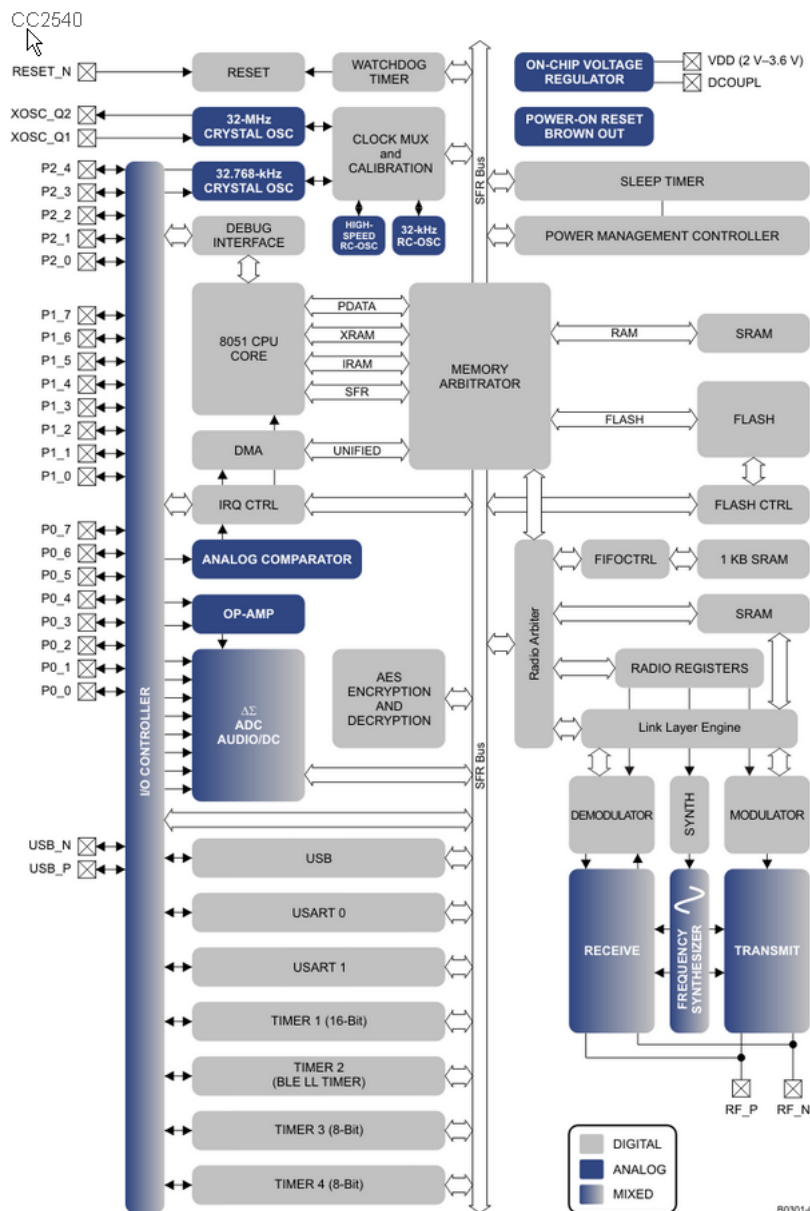 CC2540
RESET_N
RESET
WATCHDOG
TIMER
ON-CHIP VOLTAGE
REGULATOR
VDD (2 V–3.6 V)
DCOUPL
XOSC_Q2
XOSC_Q1
32-MHz
CRYSTAL OSC
CLOCK MUX
and
CALIBRATION
POWER-ON RESET
BROWN OUT
SFR Bus
P2_4
P2_3
P2_2
P2_1
P2_0
32.768-kHz
CRYSTAL OSC
SLEEP TIMER
DEBUG
INTERFACE
HIGH-
SPEED
RC-OSC
32-kHz
RC-OSC
POWER MANAGEMENT CONTROLLER
P1_7
P1_6
P1_5
P1_4
P1_3
P1_2
P1_1
P1_0
8051 CPU
CORE
PDATA
XRAM
IRAM
SFR
MEMORY
ARBITRATOR
RAM
SRAM
FLASH
FLASH
DMA
UNIFIED
IRQ CTRL
FLASH CTRL
P0_7
P0_6
P0_5
P0_4
P0_3
P0_2
P0_1
P0_0
ANALOG COMPARATOR
OP-AMP
ΔΣ
ADC
AUDIO/DC
AES
ENCRYPTION
AND
DECRYPTION
I/O CONTROLLER
SFR Bus
Radio Arbiter
FIFOCTRL
1 KB SRAM
SRAM
RADIO REGISTERS
Link Layer Engine
DEMODULATOR
SYNTH
MODULATOR
RECEIVE
FREQUENCY
SYNTHESIZER
TRANSMIT
RF_P
RF_N
USB_N
USB_P
USB
USART 0
USART 1
TIMER 1 (16-Bit)
TIMER 2
(BLE LL TIMER)
TIMER 3 (8-Bit)
TIMER 4 (8-Bit)
DIGITAL
ANALOG
MIXED